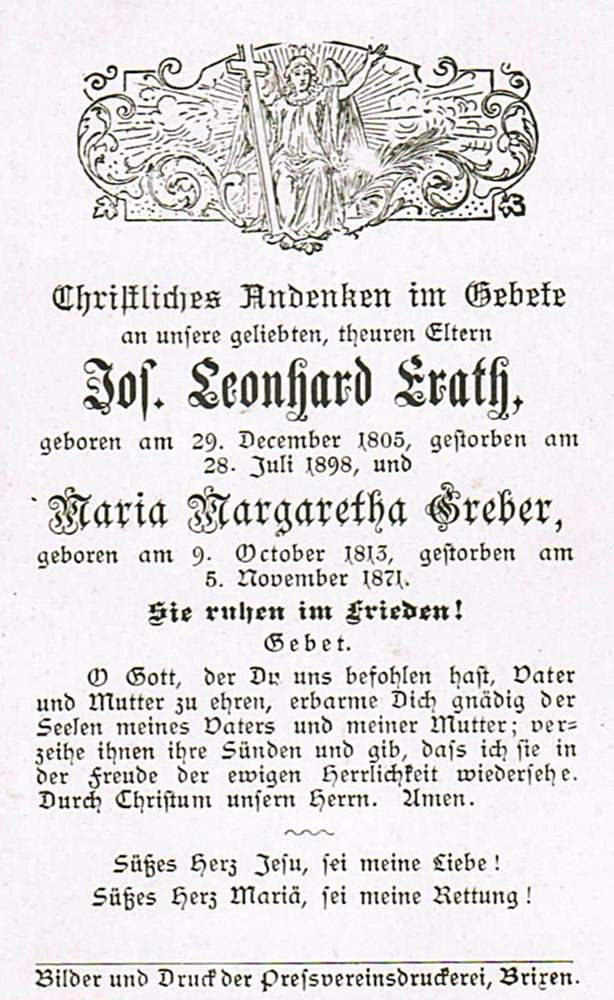 Christliches Andenken im Gebete
an unsere geliebten, theuren Eltern
Jos. Leonhard Erath,
geboren am 29. December 1805, gestorben am
28. Juli 1898, und
Maria Margaretha Greber,
geboren am 9. October 1813, gestorben am
5. November 1871.
Sie ruhen im Frieden!
Gebet.
O Gott, der Du uns befohlen hast, Vater
und Mutter zu ehren, erbarme Dich gnädig der
Seelen meines Vaters und meiner Mutter; ver-
zeihe ihnen ihre Sünden und gib, dass ich sie in
der Freude der ewigen Herrlichkeit wiedersehe.
Durch Christum unsern Herrn. Amen.
Süßes Herz Jesu, sei meine Liebe!
Süßes Herz Mariä, sei meine Rettung!
Bilder und Druck der Pressvereinsdruckerei, Brixen.